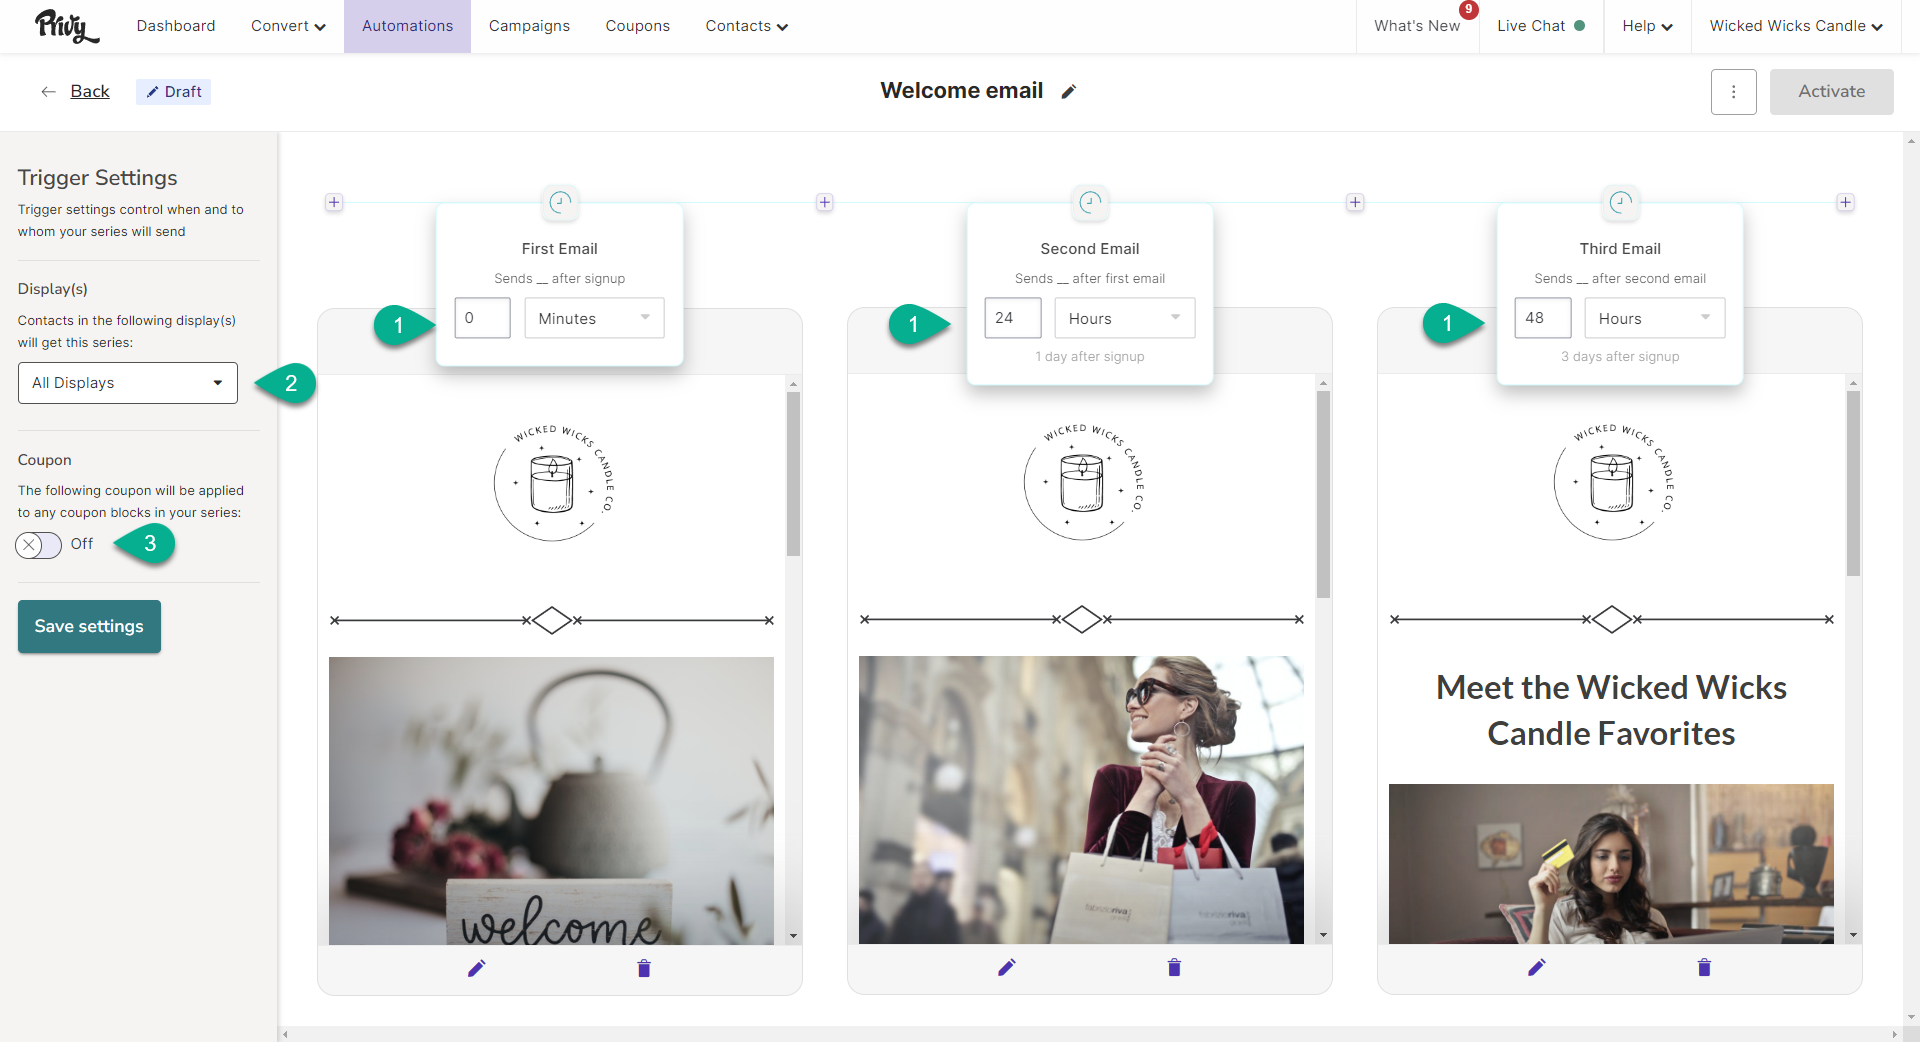 Privy
Dashboard
Convert
Automations
Campaigns
Coupons
Contacts
What's New
9
Live Chat
Help
Wicked Wicks Candle
Back
Draft
Welcome email
Activate
Trigger Settings
Trigger settings control when and to
whom your series will send
Display(s)
Contacts in the following display(s)
will get this series:
All Displays
2
Coupon
The following coupon will be applied
to any coupon blocks in your series:
Off
3
Save settings
First Email
Sends __ after signup
1
0
Minutes
WICKED WICKS CANDLE CO.
welcome
Second Email
Sends __ after first email
1
24
Hours
1 day after signup
WICKED WICKS CANDLE CO.
fabrizioriva
fabrizioriva
Third Email
Sends __ after second email
1
48
Hours
3 days after signup
WICKED WICKS CANDLE CO.
Meet the Wicked Wicks
Candle Favorites